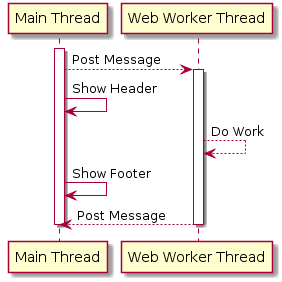 Main Thread
Web Worker Thread
Post Message
Show Header
Do Work
Show Footer
Post Message
Main Thread
Web Worker Thread